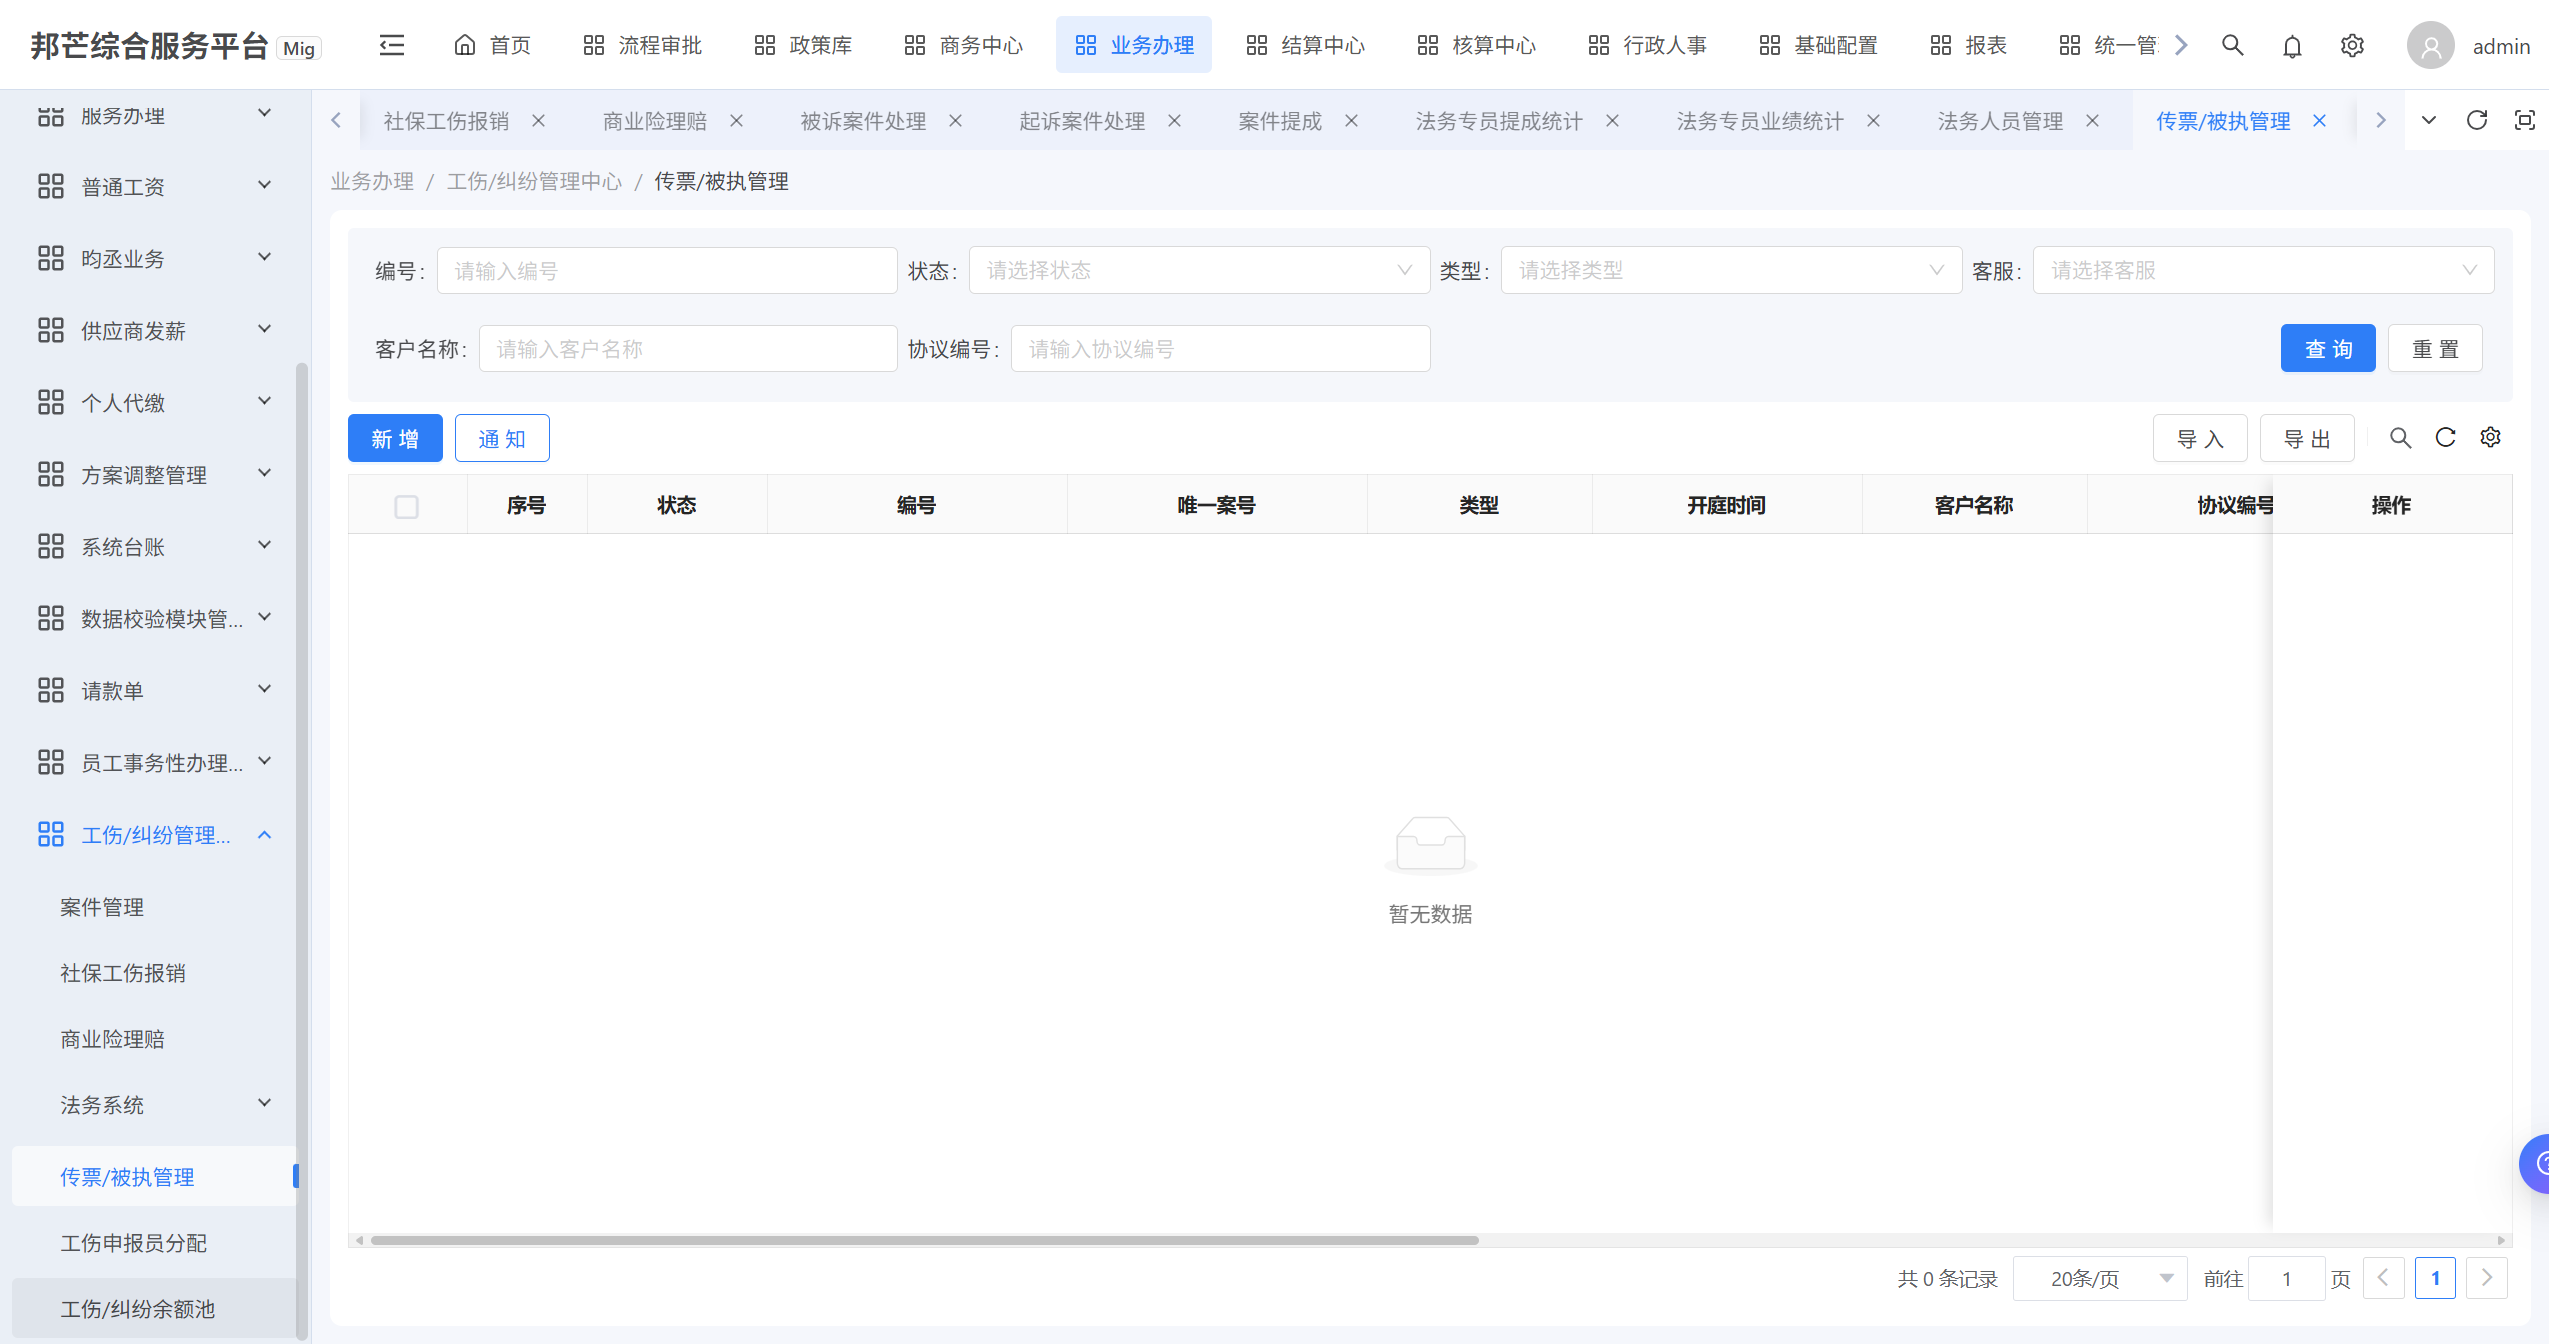 邦芒综合服务平台 Mig
首页 流程审批 政策库 商务中心 业务办理 结算中心 核算中心 行政人事 基础配置 报表 统一管 admin
服务办理
普通工资
昀丞业务
供应商发薪
个人代缴
方案调整管理
系统台账
数据校验模块管...
请款单
员工事务性办理...
工伤/纠纷管理...
案件管理
社保工伤报销
商业险理赔
法务系统
传票/被执管理
工伤申报员分配
工伤/纠纷余额池
社保工伤报销 商业险理赔 被诉案件处理 起诉案件处理 案件提成 法务专员提成统计 法务专员业绩统计 法务人员管理 传票/被执管理
业务办理 / 工伤/纠纷管理中心 / 传票/被执管理
编号: 请输入编号 状态: 请选择状态 类型: 请选择类型 客服: 请选择客服
客户名称: 请输入客户名称 协议编号: 请输入协议编号 查 询 重 置
新 增 通 知 导 入 导 出
序号 状态 编号 唯一案号 类型 开庭时间 客户名称 协议编号 操作
暂无数据
共 0 条记录 20条/页 前往 1 页 1